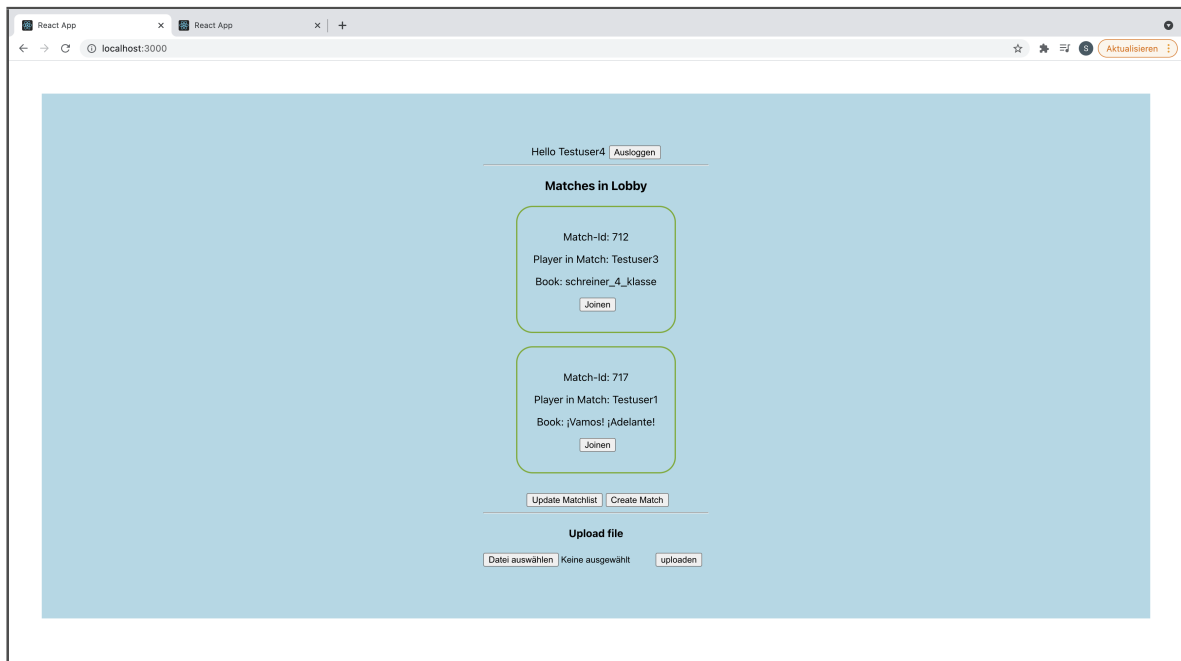 React App
React App
localhost:3000
S
Aktualisieren
Hello Testuser4 Ausloggen
Matches in Lobby
Match-Id: 712
Player in Match: Testuser3
Book: schreiner_4_klasse
Joinen
Match-Id: 717
Player in Match: Testuser1
Book: ¡Vamos! ¡Adelante!
Joinen
Update Matchlist Create Match
Upload file
Datei auswählen Keine ausgewählt uploaden